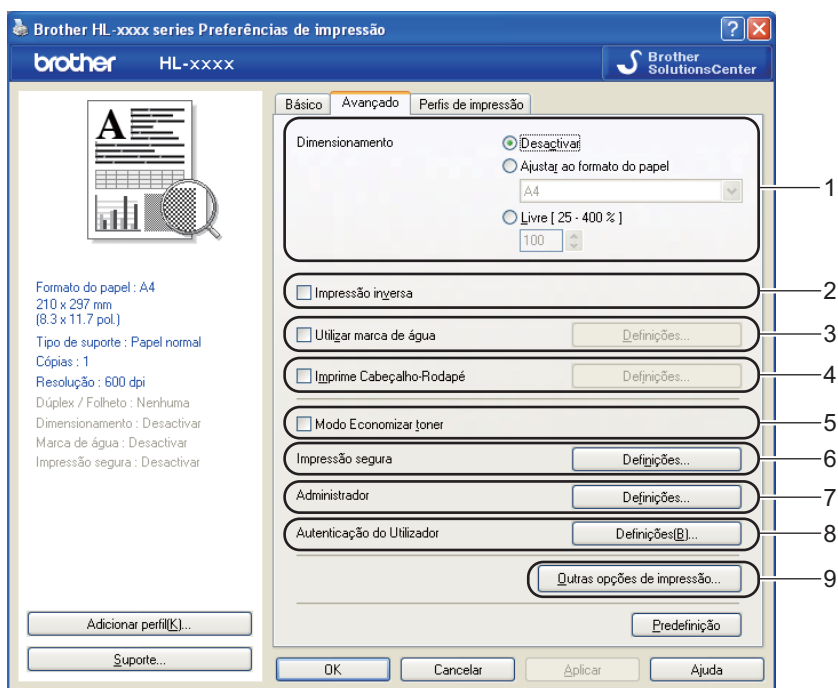 Brother HL-xxxx series Preferências de impressão
brother HL-xxxx
Brother
SolutionsCenter
A
Formato do papel : A4
210 x 297 mm
(8.3 x 11.7 pol.)
Tipo de suporte : Papel normal
Cópias : 1
Resolução : 600 dpi
Dúplex / Folheto : Nenhuma
Dimensionamento : Desactivar
Marca de água : Desactivar
Impressão segura : Desactivar
Adicionar perfil(K)...
Suporte...
Básico Avançado Perfis de impressão
Dimensionamento
Desactivar
Ajustar ao formato do papel
A4
Livre [ 25 - 400 % ]
100
1
Impressão inversa
2
Utilizar marca de água Definições...
3
Imprime Cabeçalho-Rodapé Definições...
4
Modo Economizar toner
5
Impressão segura Definições...
6
Administrador Definições...
7
Autenticação do Utilizador Definições(B)...
8
Outras opções de impressão...
9
Predefinição
OK Cancelar Aplicar Ajuda